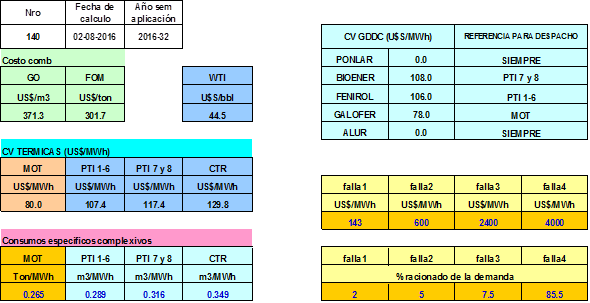 Nro Fecha de calculo Año sem aplicación
140 02-08-2016 2016-32
Costo comb
GO FOM WTI
US$/m3 US$/ton U$S/bbl
371.3 301.7 44.5
CV GDDC (U$S/MWh) REFERENCIA PARA DESPACHO
PONLAR 0.0 SIEMPRE
BIOENER 108.0 PTI 7 y 8
FENIROL 106.0 PTI 1-6
GALOFER 78.0 MOT
ALUR 0.0 SIEMPRE
CV TERMICAS (US$/MWh)
MOT PTI 1-6 PTI 7 y 8 CTR
US$/MWh US$/MWh US$/MWh US$/MWh
80.0 107.4 117.4 129.8
falla1 falla2 falla3 falla4
US$/MWh US$/MWh US$/MWh US$/MWh
143 600 2400 4000
Consumos especificos complexivos
MOT PTI 1-6 PTI 7 y 8 CTR
Ton/MWh m3/MWh m3/MWh m3/MWh
0.265 0.289 0.316 0.349
falla1 falla2 falla3 falla4
% racionado de la demanda
2 5 7.5 85.5